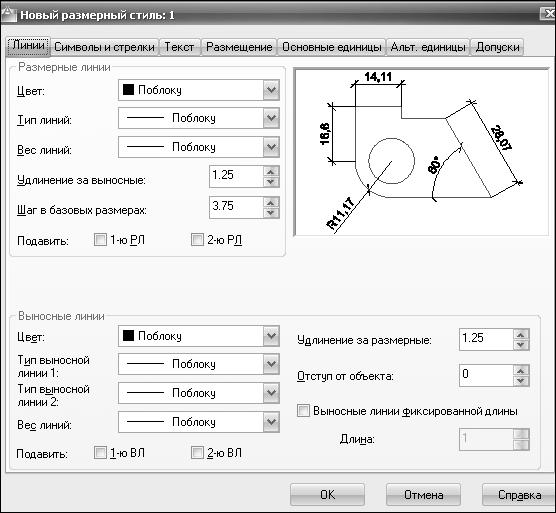 Новый размерный стиль: 1
Линии
Символы и стрелки
Текст
Размещение
Основные единицы
Альт. единицы
Допуски
Размерные линии
Цвет:
Поблоку
Тип линий:
Поблоку
Вес линий:
Поблоку
Удлинение за выносные:
1.25
Шаг в базовых размерах:
3.75
Подавить:
1-ю РЛ
2-ю РЛ
14,11
16,6
28,07
80°
R11,17
Выносные линии
Цвет:
Поблоку
Тип выносной
линии 1:
Поблоку
Тип выносной
линии 2:
Поблоку
Вес линий:
Поблоку
Подавить:
1-ю ВЛ
2-ю ВЛ
Удлинение за размерные:
1.25
Отступ от объекта:
0
Выносные линии фиксированной длины
Длина:
1
OK
Отмена
Справка